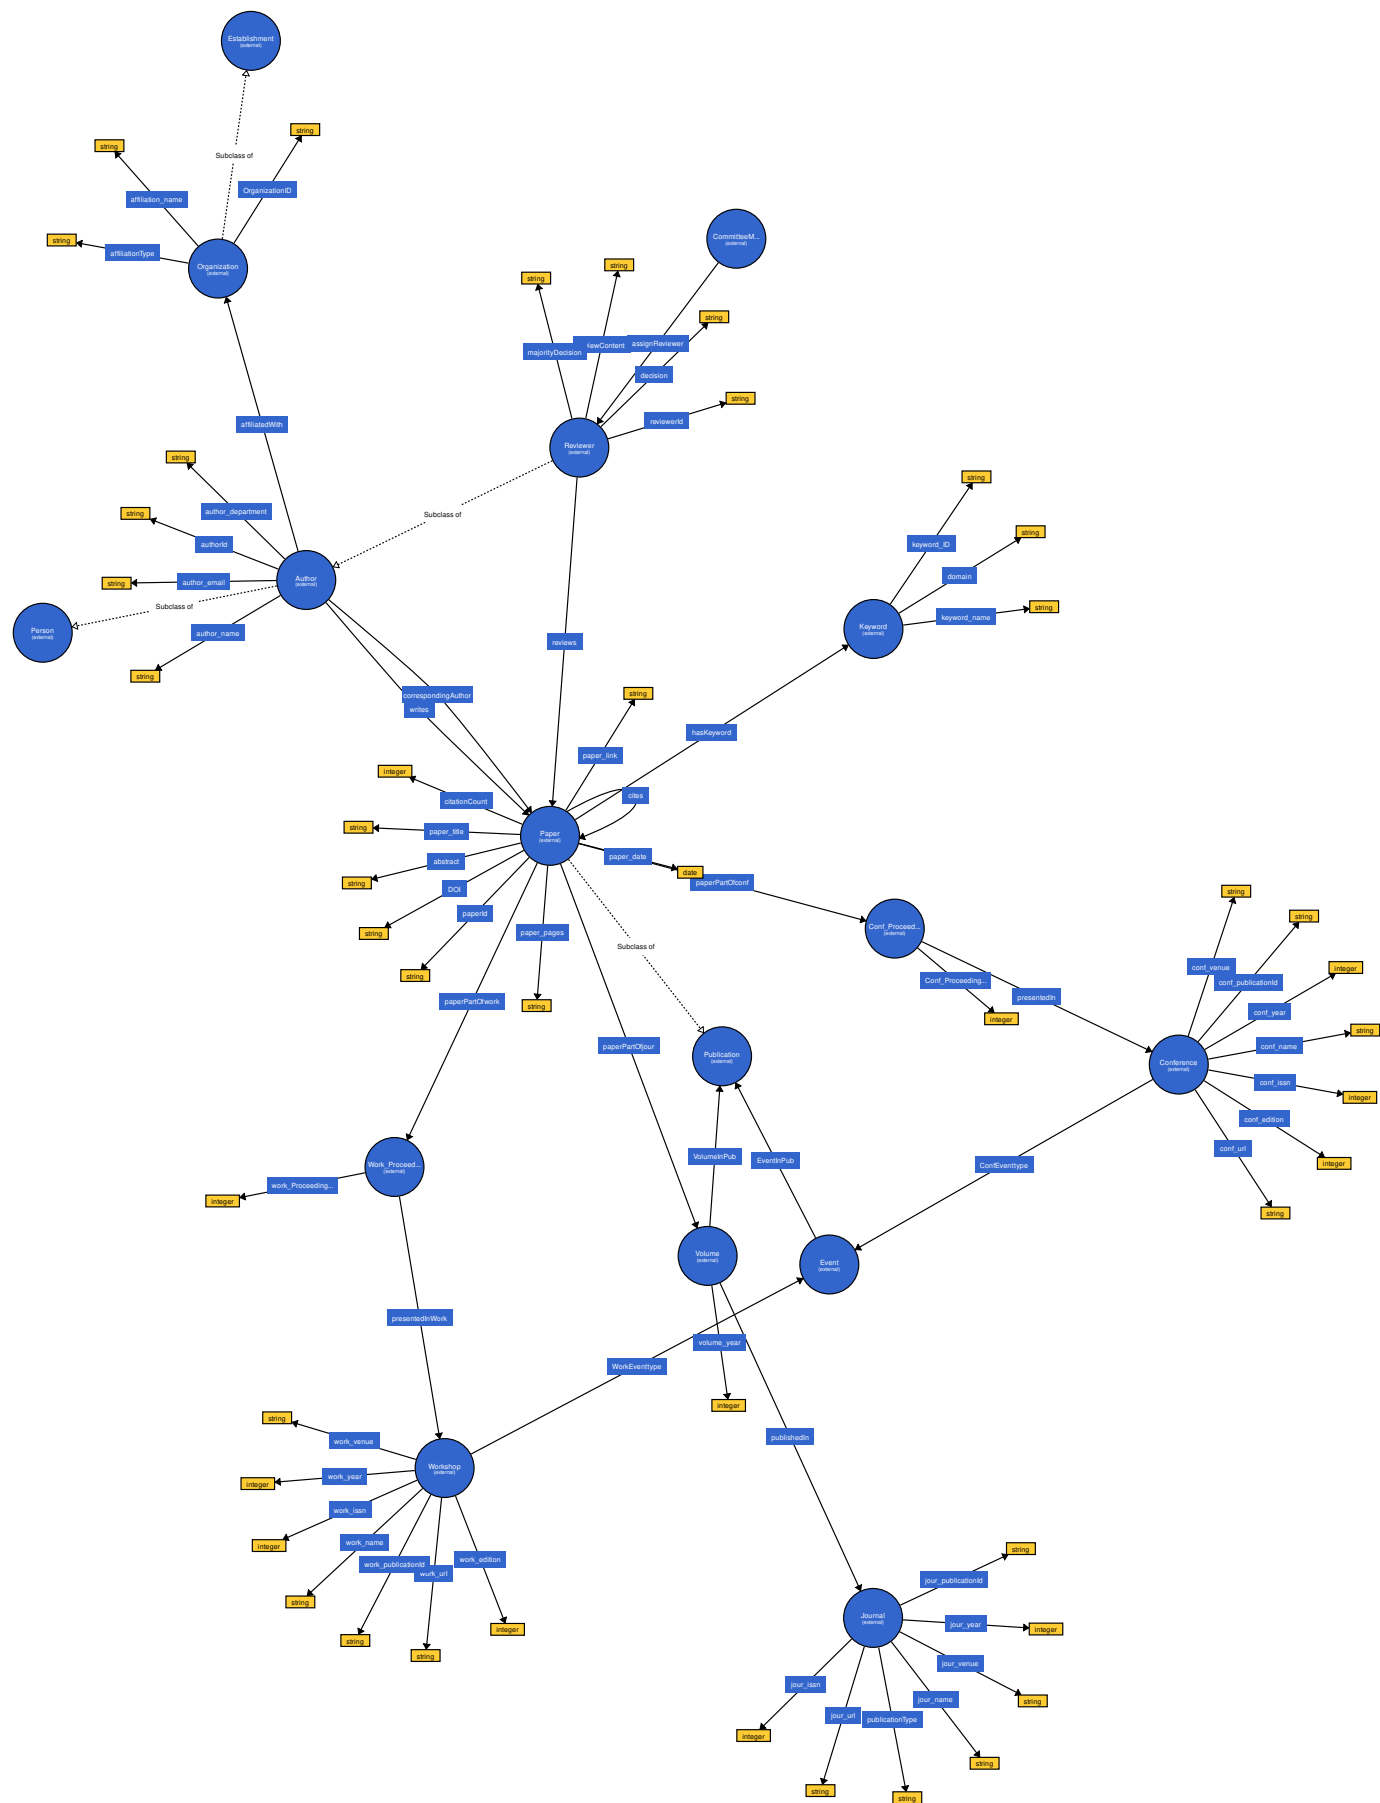 Establishment
(external)
string
string
Subclass of
OrganizationID
affiliation_name
string
affiliationType
CommitteeM...
(external)
Organization
(external)
string
string
string
assignReviewer
majorityDecision
decision
string
reviewerId
affiliatedWith
Reviewer
(external)
string
string
author_department
string
Subclass of
string
keyword_ID
domain
authorId
Author
(external)
string
author_email
Subclass of
string
keyword_name
Person
(external)
author_name
Keyword
(external)
reviews
string
string
correspondingAuthor
writes
hasKeyword
paper_link
integer
citationCount
cites
string
paper_title
Paper
(external)
paper_date
date
abstract
string
DOI
paperPartOfconf
string
paperId
string
paper_pages
string
Subclass of
Conf_Proceed...
(external)
string
string
conf_venue
integer
conf_publicationId
Conf_Proceeding...
presentedIn
paperPartOfwork
string
conf_year
integer
string
conf_name
paperPartOfjour
Publication
(external)
Conference
(external)
conf_issn
integer
conf_edition
conf_url
VolumeInPub
EventInPub
ConfEventtype
integer
Work_Proceed...
(external)
work_Proceeding...
integer
string
Volume
(external)
Event
(external)
presentedInWork
volume_year
WorkEventtype
integer
string
work_venue
publishedIn
Workshop
(external)
work_year
integer
work_issn
integer
work_name
work_publicationId
work_url
work_edition
string
string
string
integer
string
jour_publicationId
Journal
(external)
jour_year
integer
jour_venue
jour_issn
jour_name
string
jour_url
publicationType
integer
string
string
string